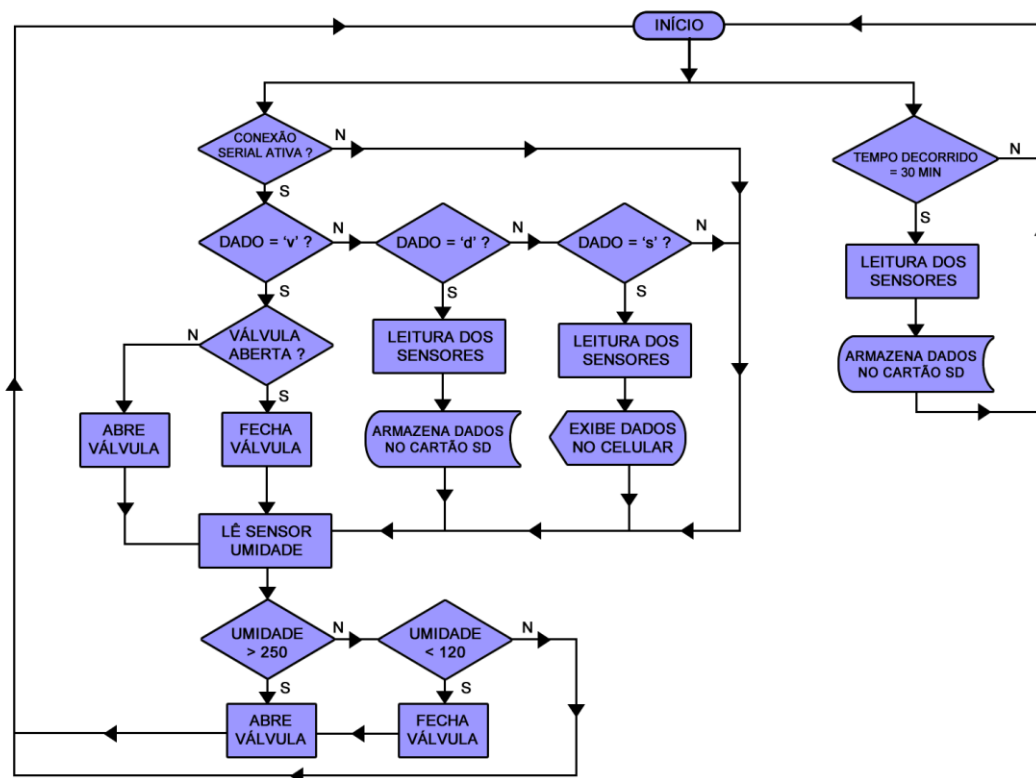 INÍCIO
CONEXÃO
SERIAL ATIVA ?
N
S
TEMPO DECORRIDO
= 30 MIN
N
S
DADO = ‘v’ ?
N
S
DADO = ‘d’ ?
N
S
DADO = ‘s’ ?
N
S
LEITURA DOS
SENSORES
VÁLVULA
ABERTA ?
N
S
LEITURA DOS
SENSORES
LEITURA DOS
SENSORES
ARMAZENA DADOS
NO CARTÃO SD
ABRE
VÁLVULA
FECHA
VÁLVULA
ARMAZENA DADOS
NO CARTÃO SD
EXIBE DADOS
NO CELULAR
LÊ SENSOR
UMIDADE
UMIDADE
> 250
N
S
UMIDADE
< 120
N
S
ABRE
VÁLVULA
FECHA
VÁLVULA